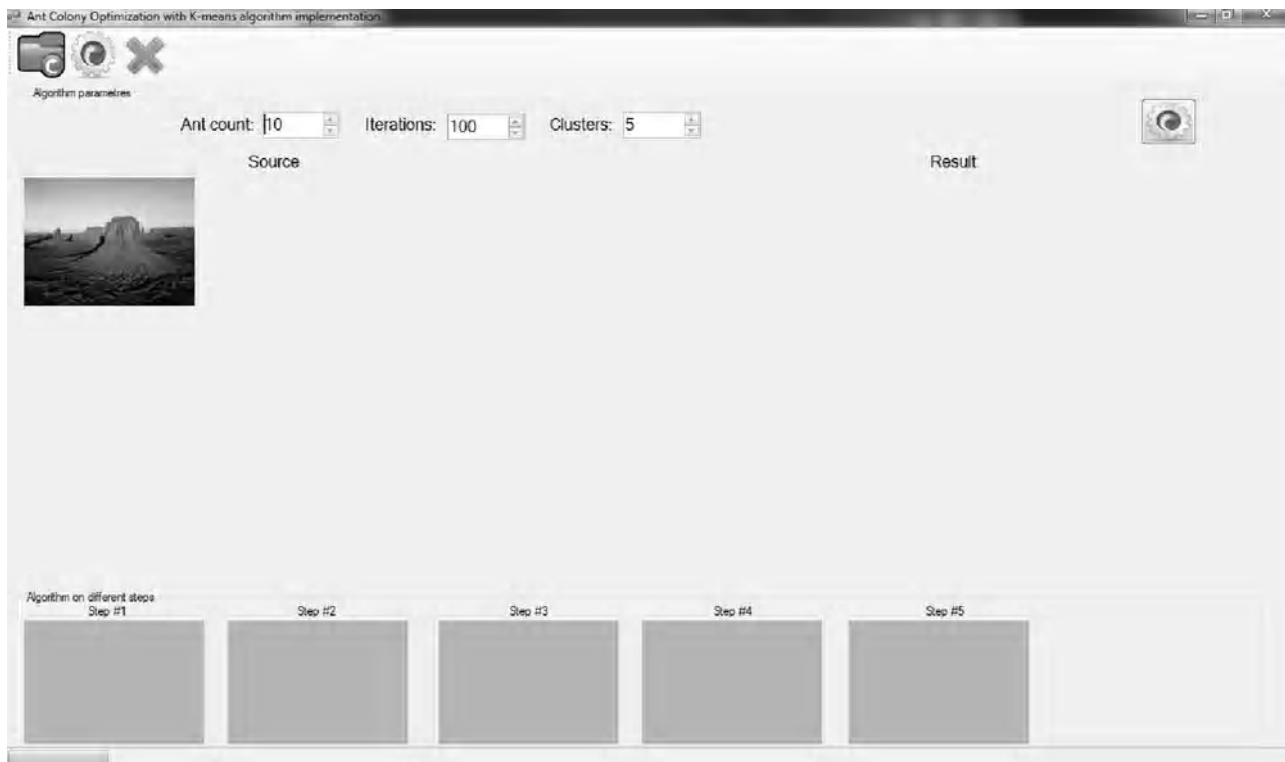 Ant Colony Optimization with K-means algorithm implementation
Algorithm parametres
Ant count: 10 Iterations: 100 Clusters: 5
Source Result
Algorithm on different steps
Step #1 Step #2 Step #3 Step #4 Step #5